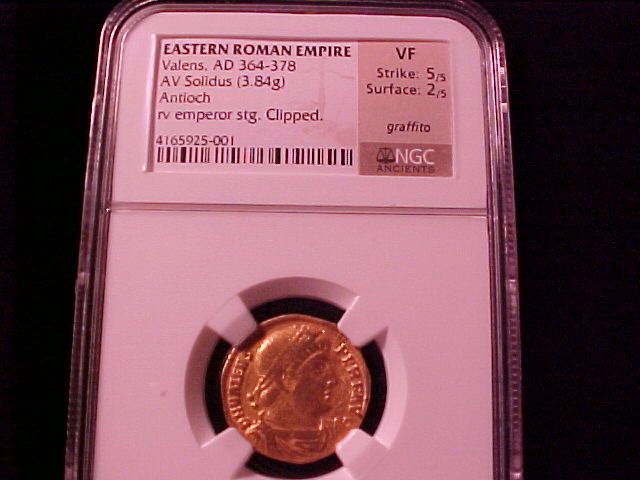 EASTERN ROMAN EMPIRE
Valens, AD 364-378
AV Solidus (3.84g)
Antioch
rv emperor stg. Clipped.
4165925-001
VF
Strike: 5/5
Surface: 2/5
graffito
NGC
ANCIENTS